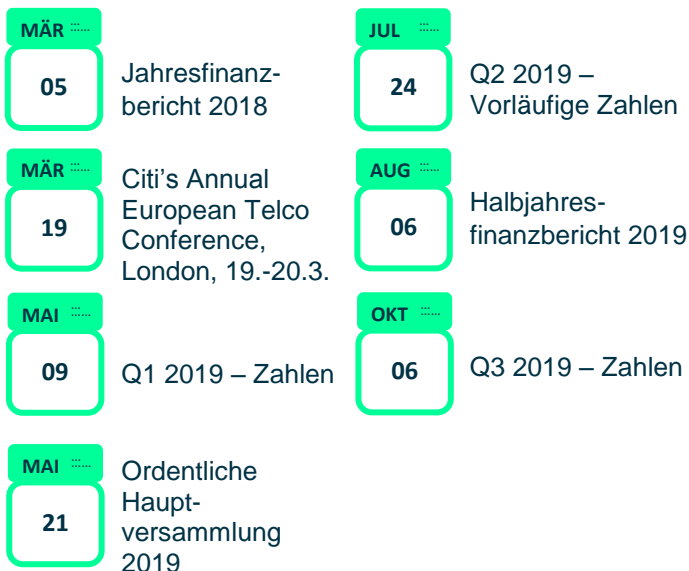 MÄR
05
Jahresfinanz-
bericht 2018
MÄR
19
Citi’s Annual
European Telco
Conference,
London, 19.-20.3.
MAI
09
Q1 2019 – Zahlen
MAI
21
Ordentliche
Haupt-
versammlung
2019
JUL
24
Q2 2019 –
Vorläufige Zahlen
AUG
06
Halbjahres-
finanzbericht 2019
OKT
06
Q3 2019 – Zahlen